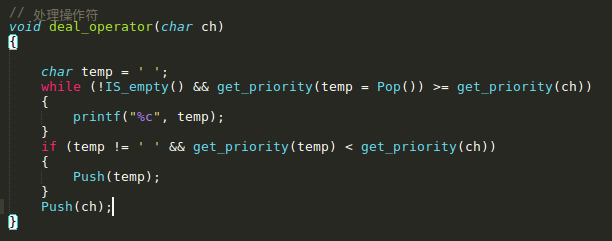 // 处理操作符
void deal_operator(char ch)
{
char temp = ' ';
while (!IS_empty() && get_priority(temp = Pop()) >= get_priority(ch))
{
printf("%c", temp);
}
if (temp != ' ' && get_priority(temp) < get_priority(ch))
{
Push(temp);
}
Push(ch);
}